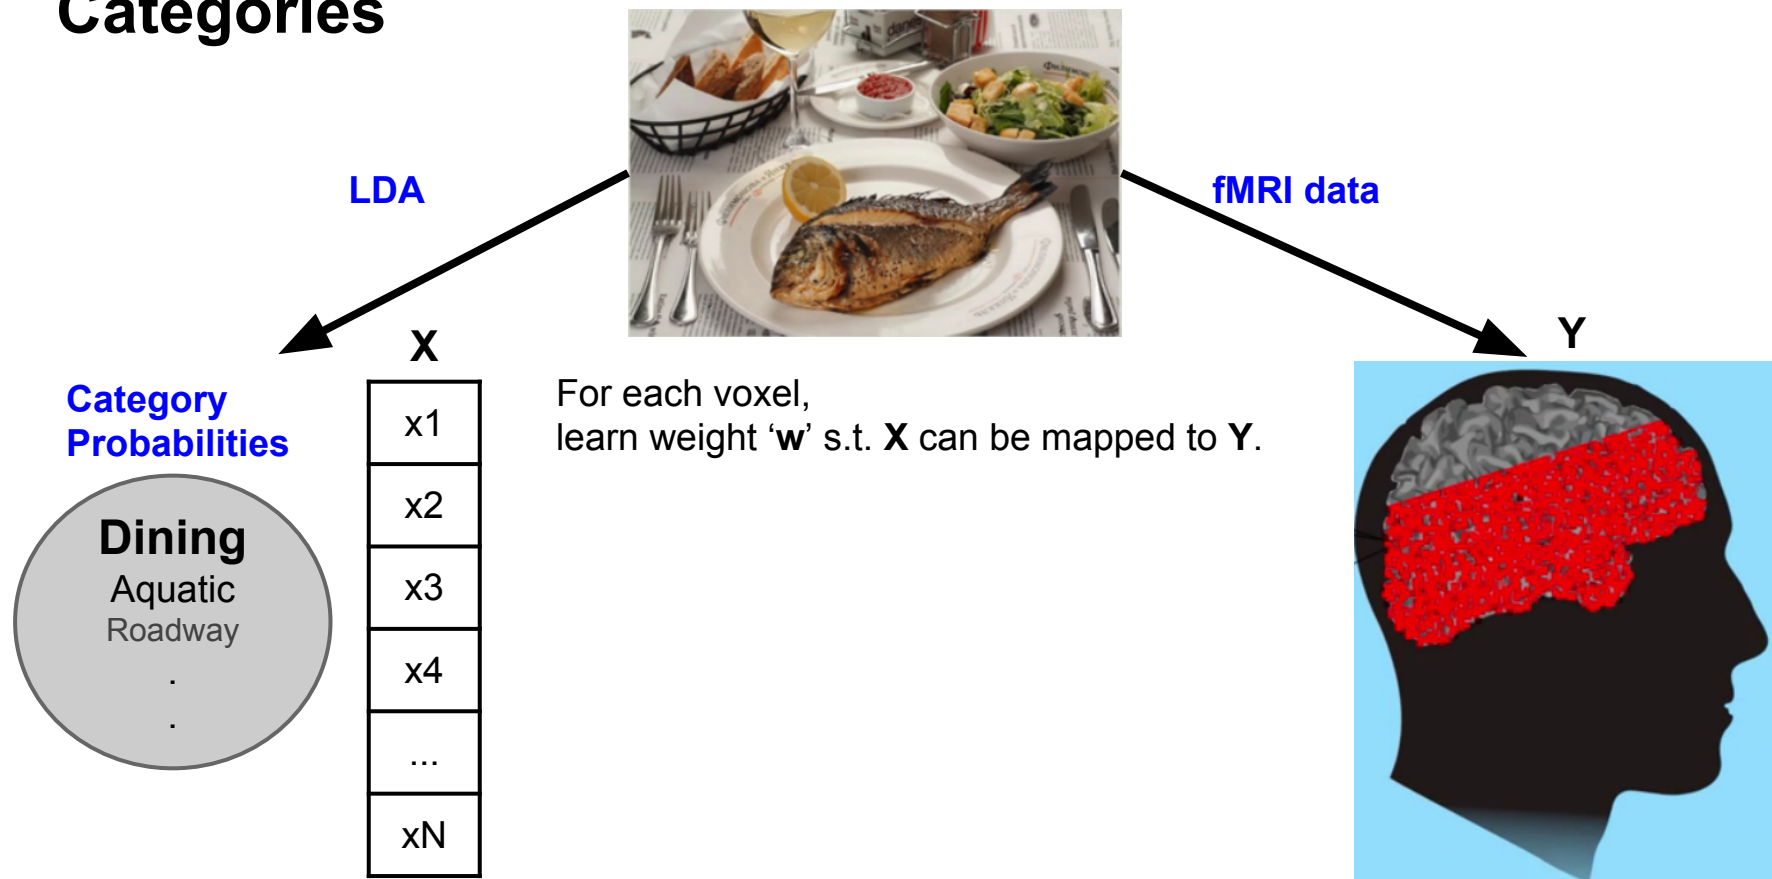 Categories
LDA
fMRI data
Category
Probabilities
Dining
Aquatic
Roadway
.
.
X
x1
x2
x3
x4
...
xN
For each voxel,
learn weight ‘w’ s.t. X can be mapped to Y.
Y